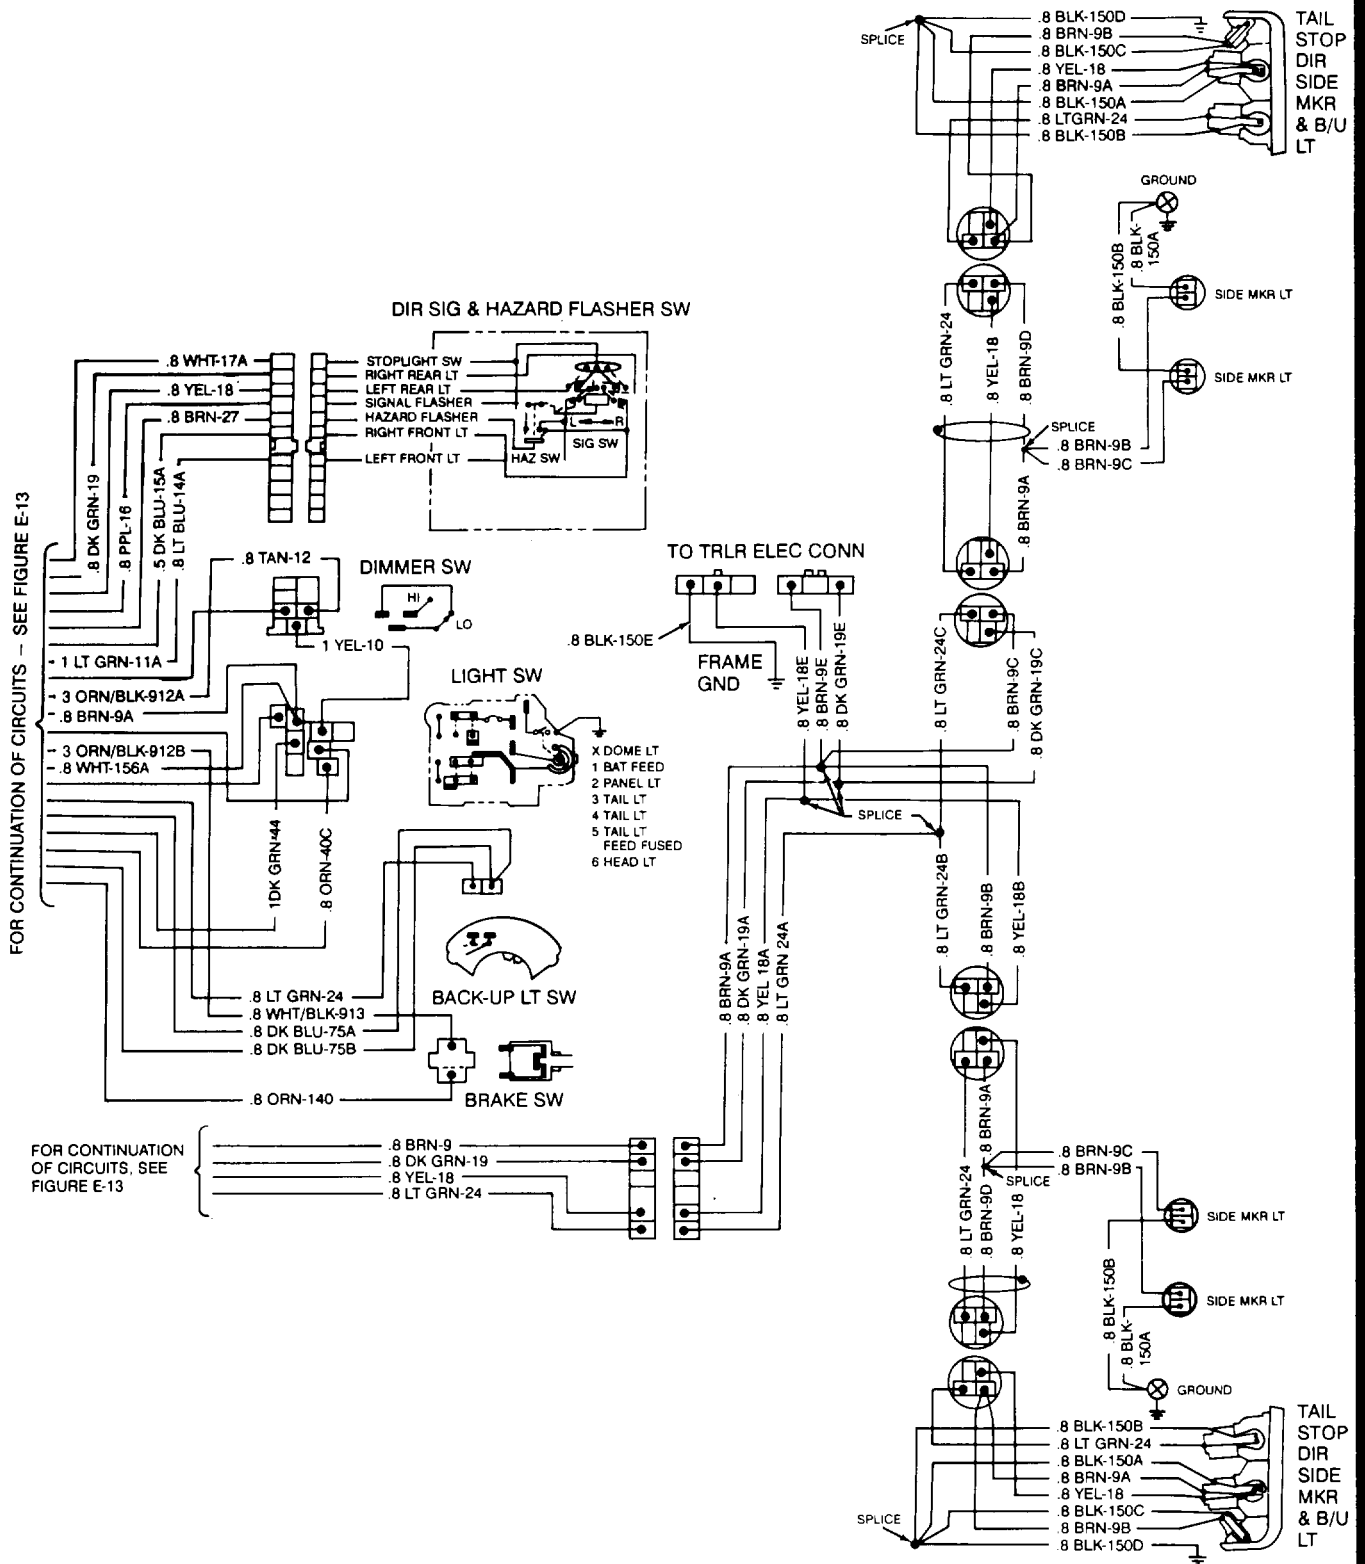 .8 BLK-150D
.8 BRN-9B
.8 BLK-150C
.8 YEL-18
.8 BRN-9A
.8 BLK-150A
.8 LTGRN-24
.8 BLK-150B
SPLICE
TAIL
STOP
DIR
SIDE
MKR
& B/U
LT
GROUND
.8 BLK-150B
.8 BLK-
150A
SIDE MKR LT
SIDE MKR LT
.8 LT GRN-24
.8 YEL-18
.8 BRN-9D
SPLICE
.8 BRN-9B
.8 BRN-9C
.8 BRN-9A
DIR SIG & HAZARD FLASHER SW
.8 WHT-17A
.8 YEL-18
.8 BRN-27
STOPLIGHT SW
RIGHT REAR LT
LEFT REAR LT
SIGNAL FLASHER
HAZARD FLASHER
RIGHT FRONT LT
LEFT FRONT LT
L
R
SIG SW
HAZ SW
.8 DK GRN-19
.8 PPL-16
.5 DK BLU-15A
.8 LT BLU-14A
FOR CONTINUATION OF CIRCUITS – SEE FIGURE E-13
.8 TAN-12
DIMMER SW
HI
LO
1 YEL-10
1 LT GRN-11A
3 ORN/BLK-912A
.8 BRN-9A
3 ORN/BLK-912B
.8 WHT-156A
LIGHT SW
X DOME LT
1 BAT FEED
2 PANEL LT
3 TAIL LT
4 TAIL LT
5 TAIL LT
FEED FUSED
6 HEAD LT
1DK GRN-44
.8 ORN-40C
TO TRLR ELEC CONN
.8 BLK-150E
FRAME
GND
.8 YEL-18E
.8 BRN-9E
.8 DK GRN-19E
.8 LT GRN-24C
.8 BRN-9C
.8 DK GRN-19C
SPLICE
.8 LT GRN-24B
.8 BRN-9B
.8 YEL-18B
.8 BRN-9A
.8 DK GRN-19A
.8 YEL 18A
.8 LT GRN 24A
BACK-UP LT SW
.8 LT GRN-24
.8 WHT/BLK-913
.8 DK BLU-75A
.8 DK BLU-75B
.8 ORN-140
BRAKE SW
FOR CONTINUATION
OF CIRCUITS, SEE
FIGURE E-13
.8 BRN-9
.8 DK GRN-19
.8 YEL-18
.8 LT GRN-24
.8 BRN-9A
.8 LT GRN-24
.8 BRN-9D
.8 YEL-18
SPLICE
.8 BRN-9C
.8 BRN-9B
SIDE MKR LT
SIDE MKR LT
.8 BLK-150B
.8 BLK-
150A
GROUND
.8 BLK-150B
.8 LT GRN-24
.8 BLK-150A
.8 BRN-9A
.8 YEL-18
.8 BLK-150C
.8 BRN-9B
.8 BLK-150D
SPLICE
TAIL
STOP
DIR
SIDE
MKR
& B/U
LT